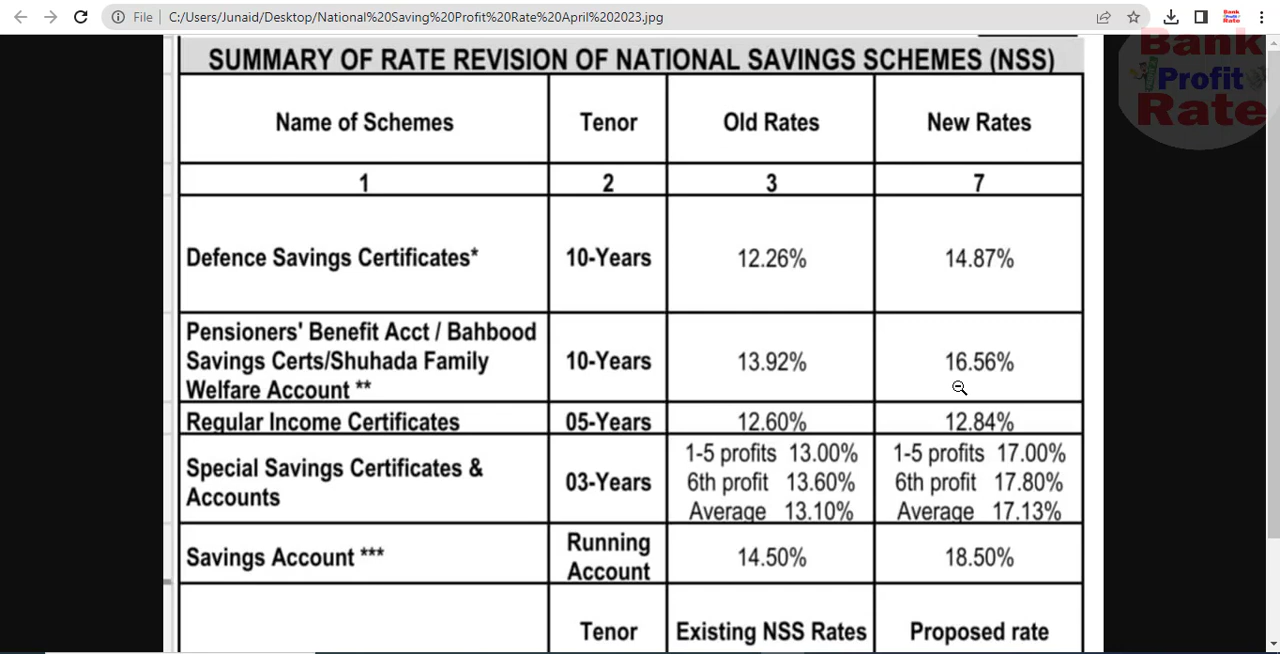 File C:/Users/Junaid/Desktop/National%20Saving%20Profit%20Rate%20April%202023.jpg
Bank
Profit
Rate
Bank
Profit
Rate
SUMMARY OF RATE REVISION OF NATIONAL SAVINGS SCHEMES (NSS)
Name of Schemes Tenor Old Rates New Rates
1 2 3 7
Defence Savings Certificates* 10-Years 12.26% 14.87%
Pensioners' Benefit Acct / Bahbood
Savings Certs/Shuhada Family 10-Years 13.92% 16.56%
Welfare Account **
Regular Income Certificates 05-Years 12.60% 12.84%
1-5 profits 13.00% 1-5 profits 17.00%
Special Savings Certificates &
03-Years 6th profit 13.60% 6th profit 17.80%
Accounts
Average 13.10% Average 17.13%
Running
Savings Account *** 14.50% 18.50%
Account
Tenor Existing NSS Rates Proposed rate